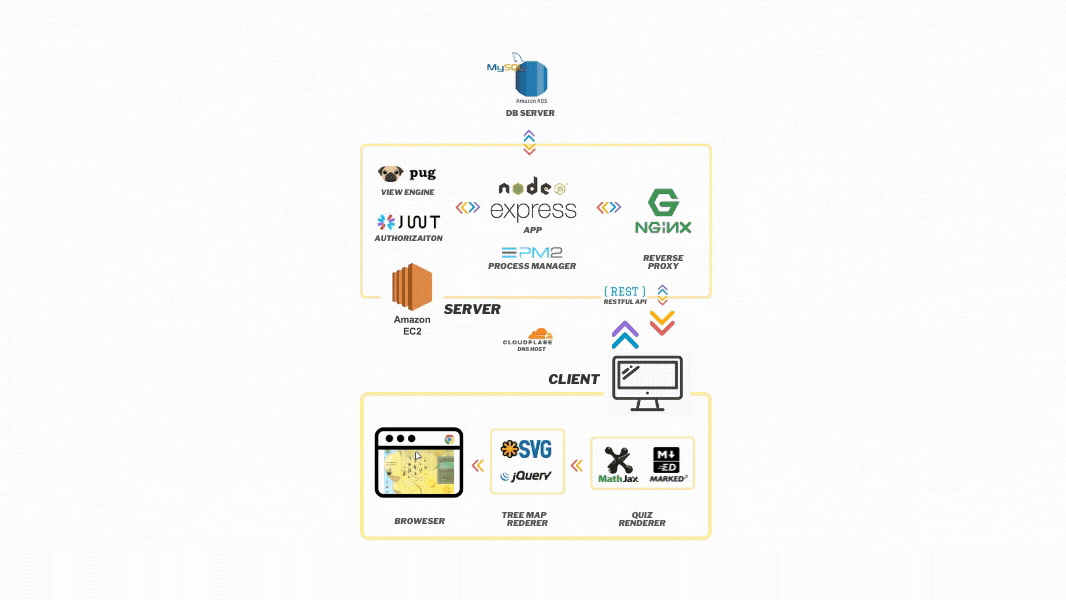 MySQL
Amazon RDS
DB SERVER
pug
VIEW ENGINE
JWT
AUTHORIZAITON
node
JS
express
APP
PM2
PROCESS MANAGER
NGINX
REVERSE
PROXY
{ REST }
RESTFUL API
Amazon
EC2
SERVER
CLOUDFLARE
DNS HOST
CLIENT
SVG
jQuery
MathJax
M
ED
MARKED
BROWESER
TREE MAP
REDERER
QUIZ
RENDERER